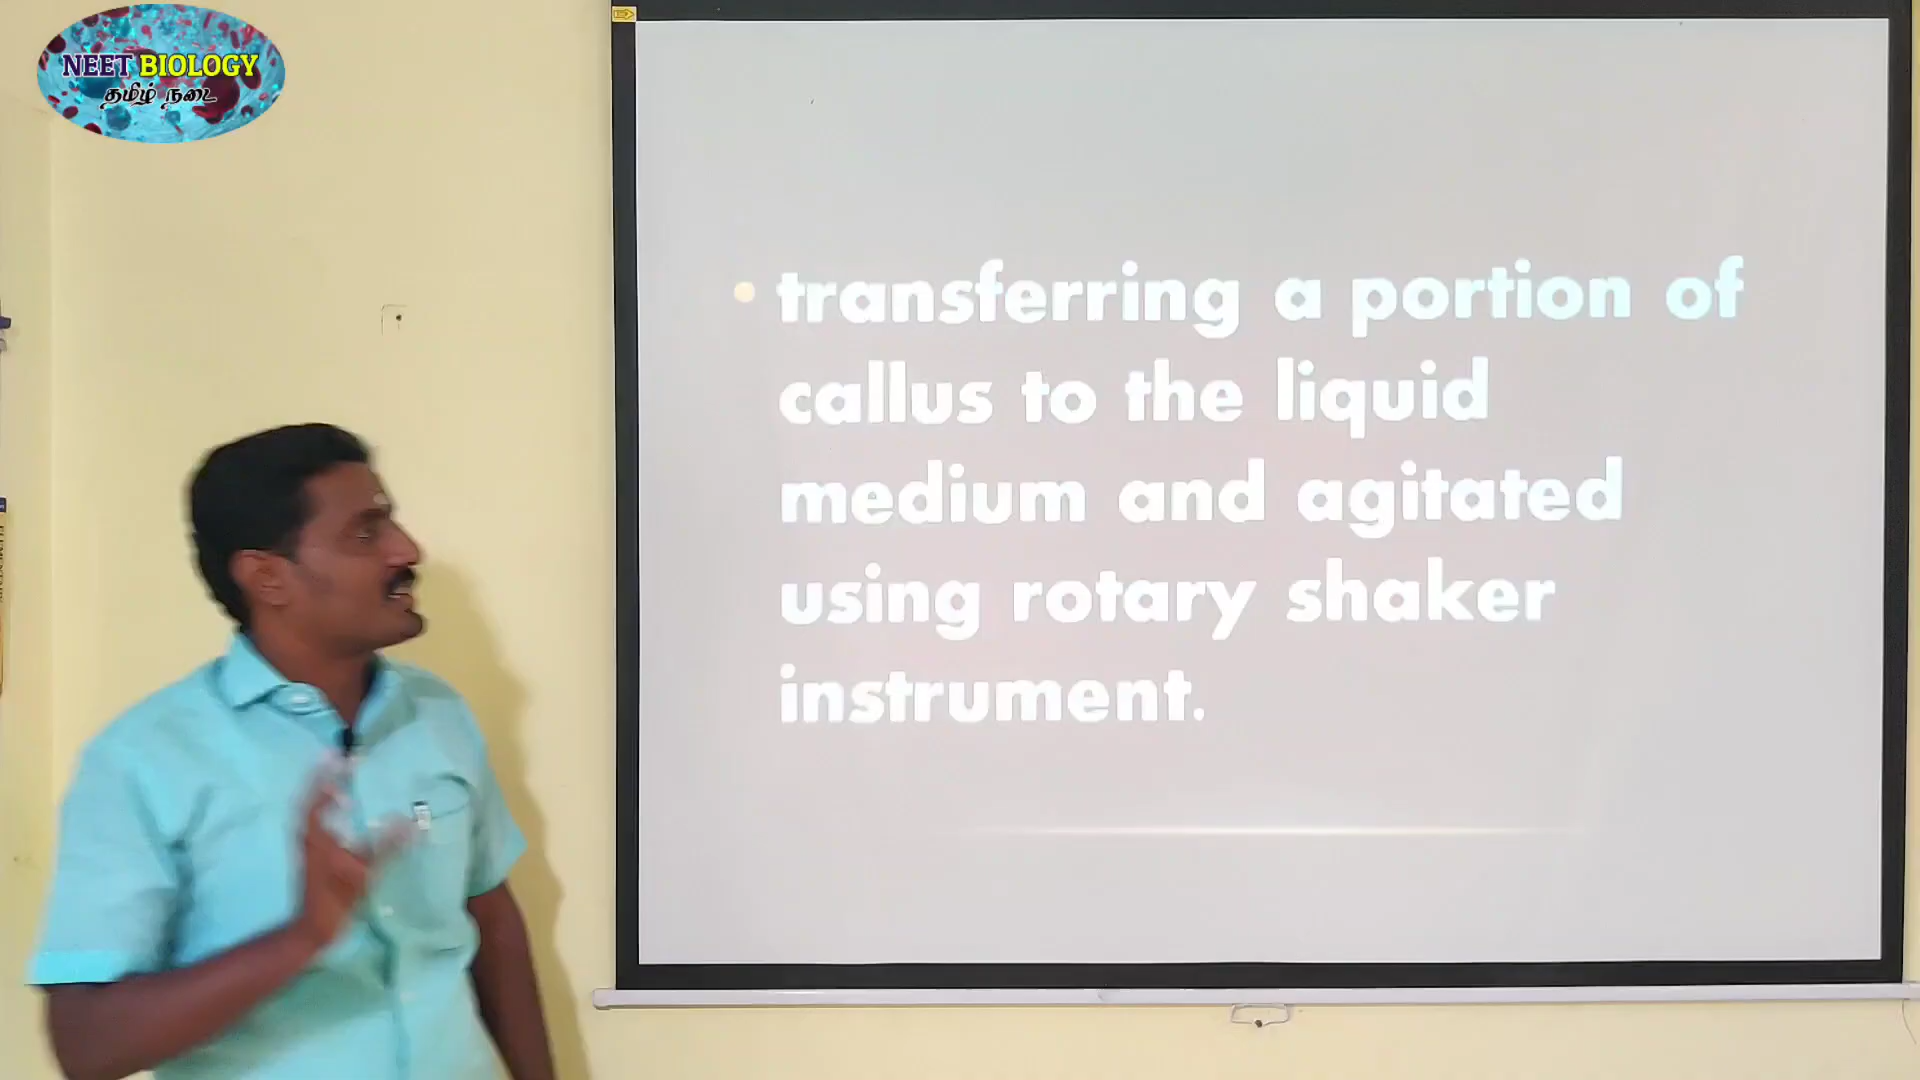 NEET BIOLOGY
தமிழ் நடை
transferring a portion of
callus to the liquid
medium and agitated
using rotary shaker
instrument.